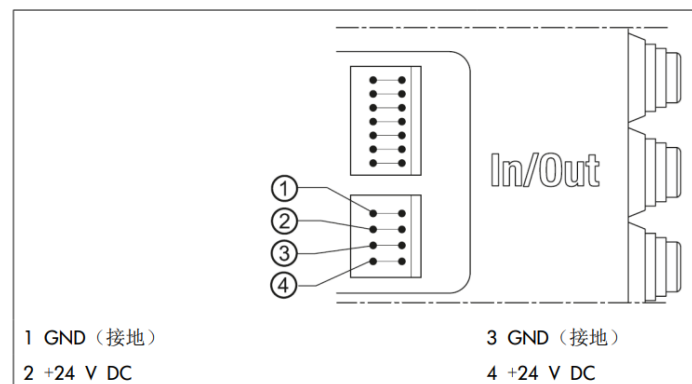 In/Out
①
②
③
④
1 GND（接地）
2 +24 V DC
3 GND（接地）
4 +24 V DC